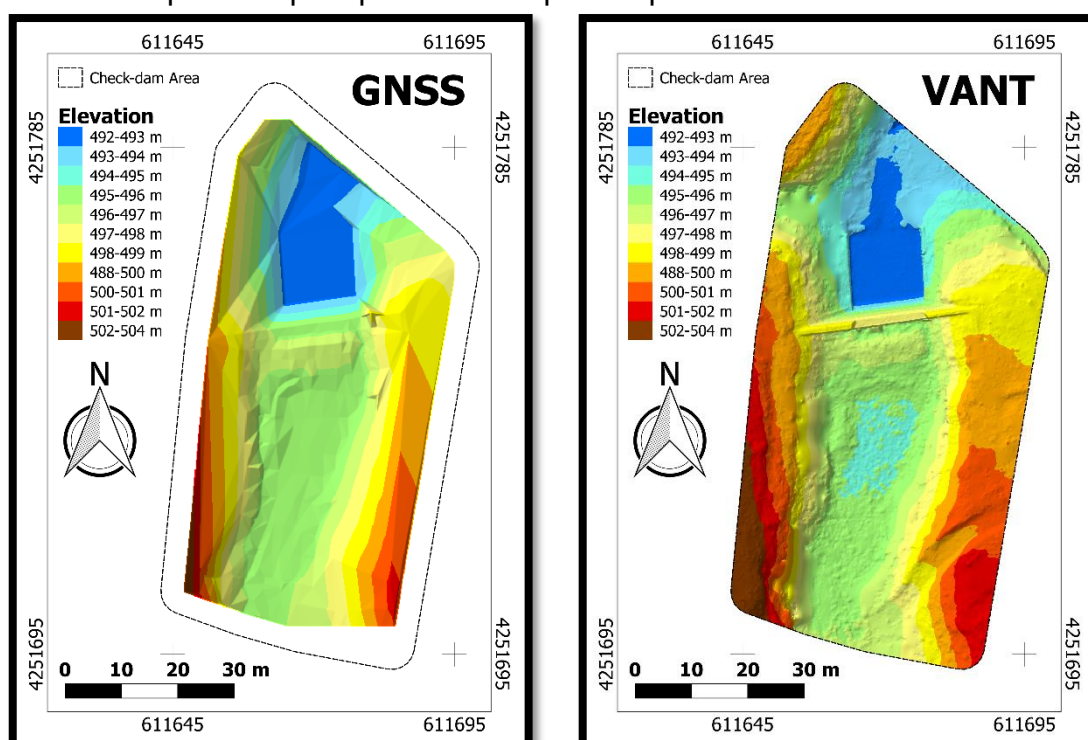 611645 611695
Check-dam Area
GNSS
Elevation
492-493 m
493-494 m
494-495 m
495-496 m
496-497 m
497-498 m
498-499 m
488-500 m
500-501 m
501-502 m
502-504 m
N
4251785
4251785
4251695
4251695
0 10 20 30 m
611645 611695
611645 611695
Check-dam Area
VANT
Elevation
492-493 m
493-494 m
494-495 m
495-496 m
496-497 m
497-498 m
498-499 m
488-500 m
500-501 m
501-502 m
502-504 m
N
4251785
4251785
4251695
4251695
0 10 20 30 m
611645 611695